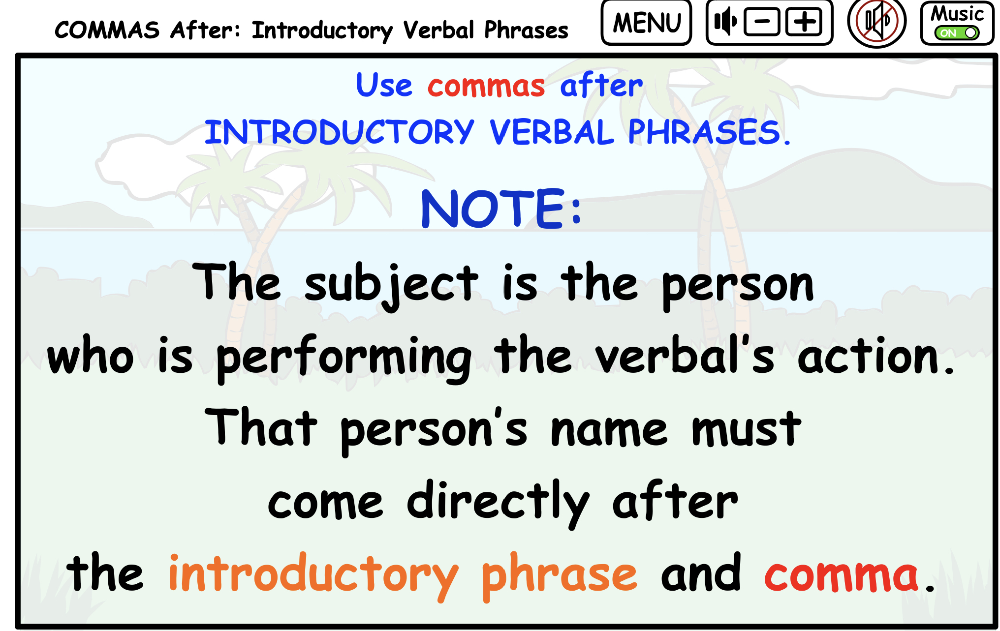 COMMAS After: Introductory Verbal Phrases
MENU
Music
ON
Use commas after
INTRODUCTORY VERBAL PHRASES.
NOTE:
The subject is the person
who is performing the verbal's action.
That person's name must
come directly after
the introductory phrase and comma.